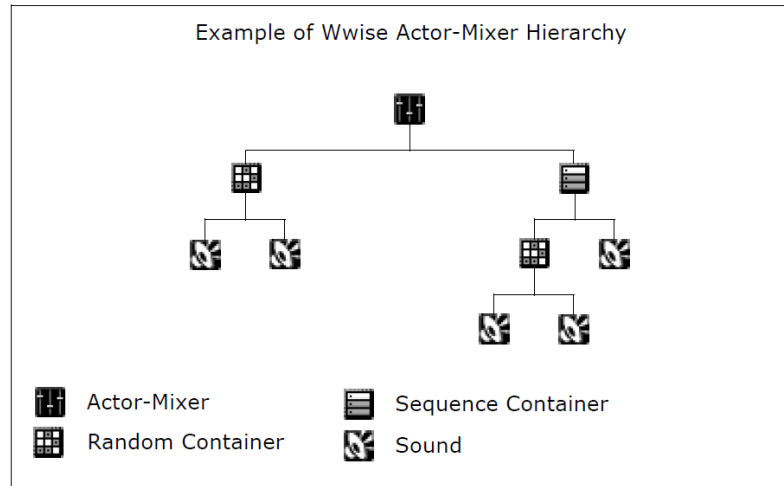 Example of Wwise Actor-Mixer Hierarchy
Actor-Mixer
Sequence Container
Random Container
Sound